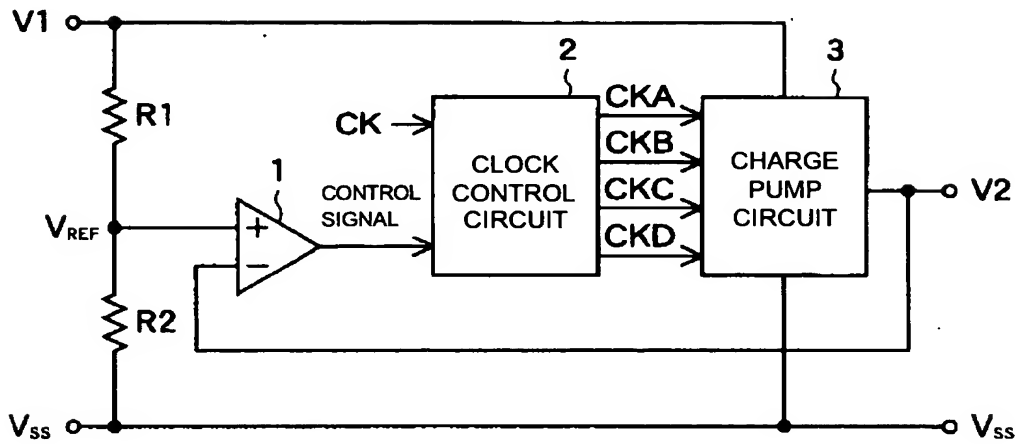 V1
R1
VREF
R2
VSS
1
+
−
CONTROL
SIGNAL
CK
2
CLOCK
CONTROL
CIRCUIT
CKA
CKB
CKC
CKD
3
CHARGE
PUMP
CIRCUIT
V2
VSS